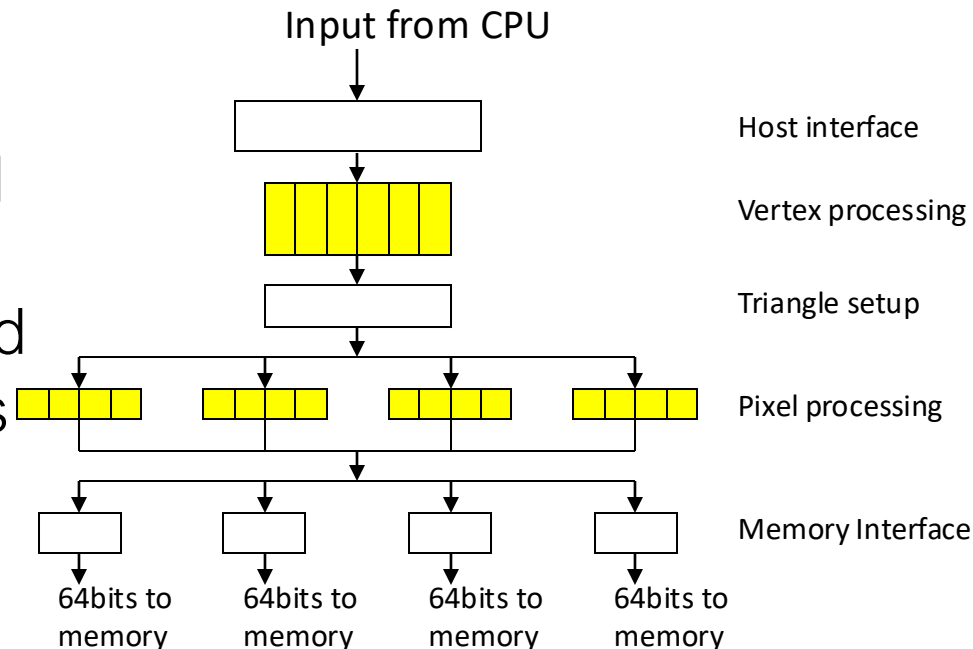 Input from CPU
Host interface
Vertex processing
Triangle setup
d
s
Pixel processing
Memory Interface
64bits to
memory
64bits to
memory
64bits to
memory
64bits to
memory